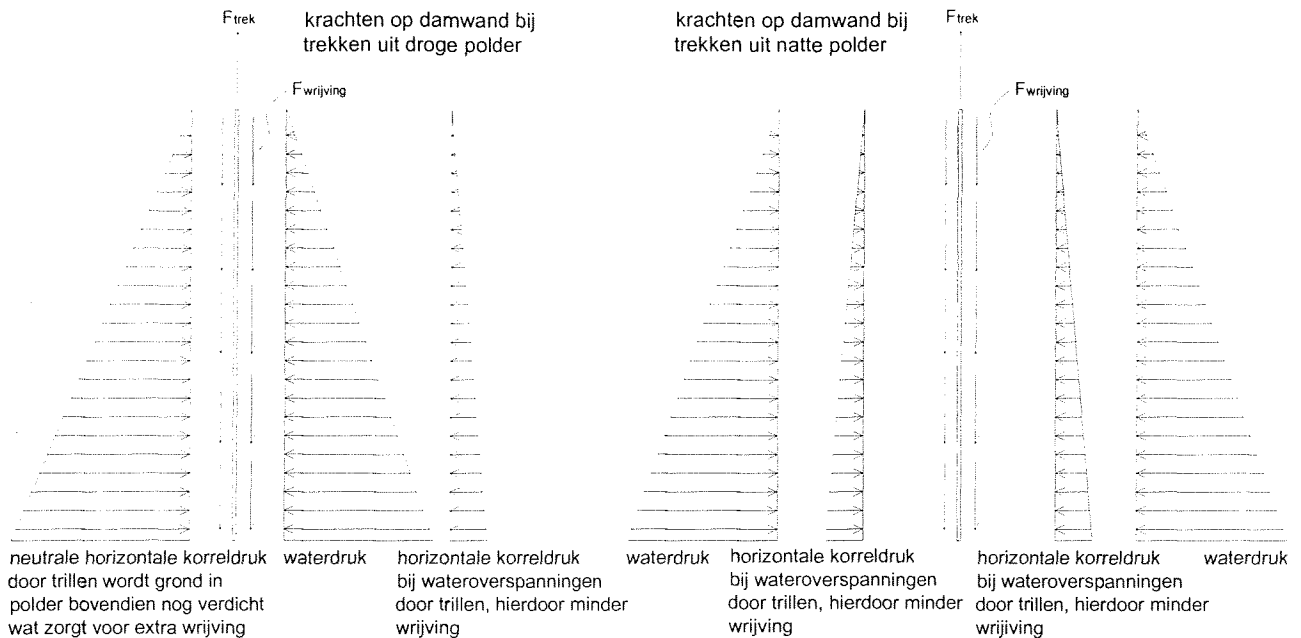 Ftrek
krachten op damwand bij
trekken uit droge polder
Fwrijving
neutrale horizontale korreldruk
door trillen wordt grond in
polder bovendien nog verdicht
wat zorgt voor extra wrijving
waterdruk
horizontale korreldruk
bij wateroverspanningen
door trillen, hierdoor minder
wrijving
krachten op damwand bij
trekken uit natte polder
Ftrek
Fwrijving
waterdruk
horizontale korreldruk
bij wateroverspanningen
door trillen, hierdoor minder
wrijving
horizontale korreldruk
bij wateroverspanningen
door trillen, hierdoor minder
wrijiving
waterdruk